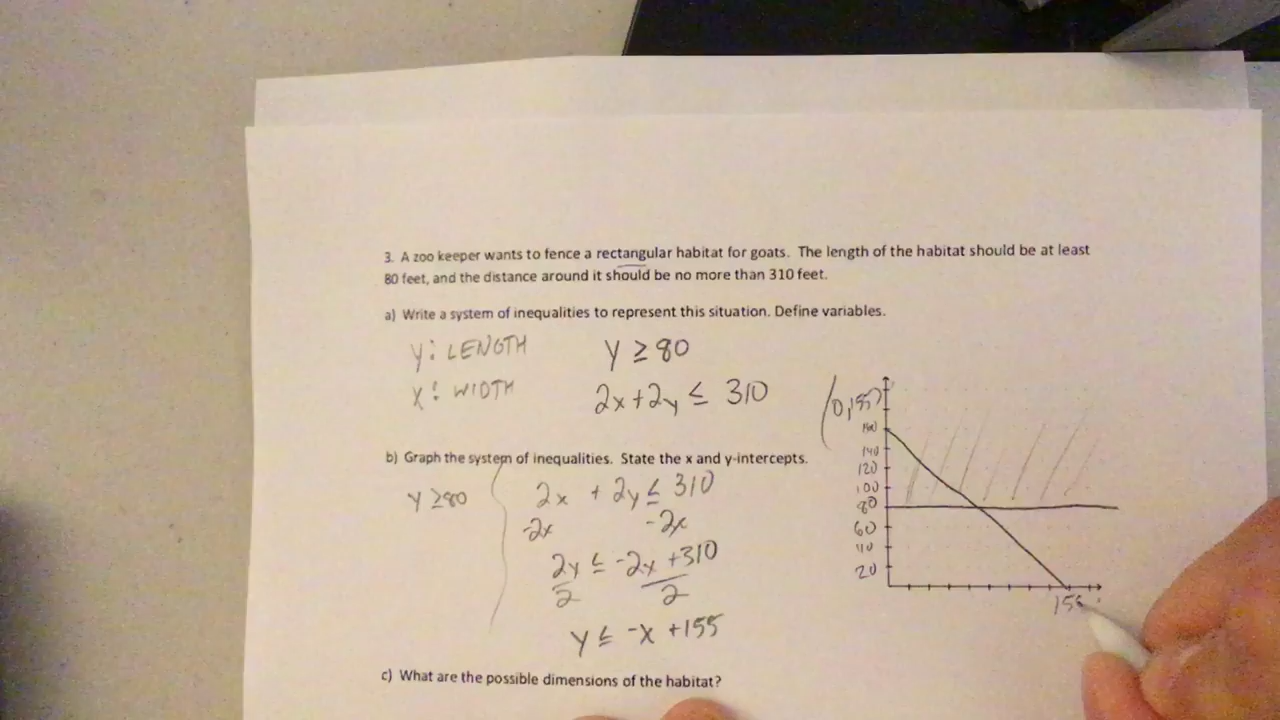 3. A zoo keeper wants to fence a rectangular habitat for goats. The length of the habitat should be at least
80 feet, and the distance around it should be no more than 310 feet.
a) Write a system of inequalities to represent this situation. Define variables.
Y: LENGTH
Y ≥ 80
X: WIDTH
2x+2y ≤ 310
b) Graph the system of inequalities. State the x and y-intercepts.
Y ≥80
2x + 2y ≤ 310
-2x -2x
2y ≤ -2x +310
2 2
y ≤ -x +155
(0,155)
140
120
100
80
60
40
20
c) What are the possible dimensions of the habitat?